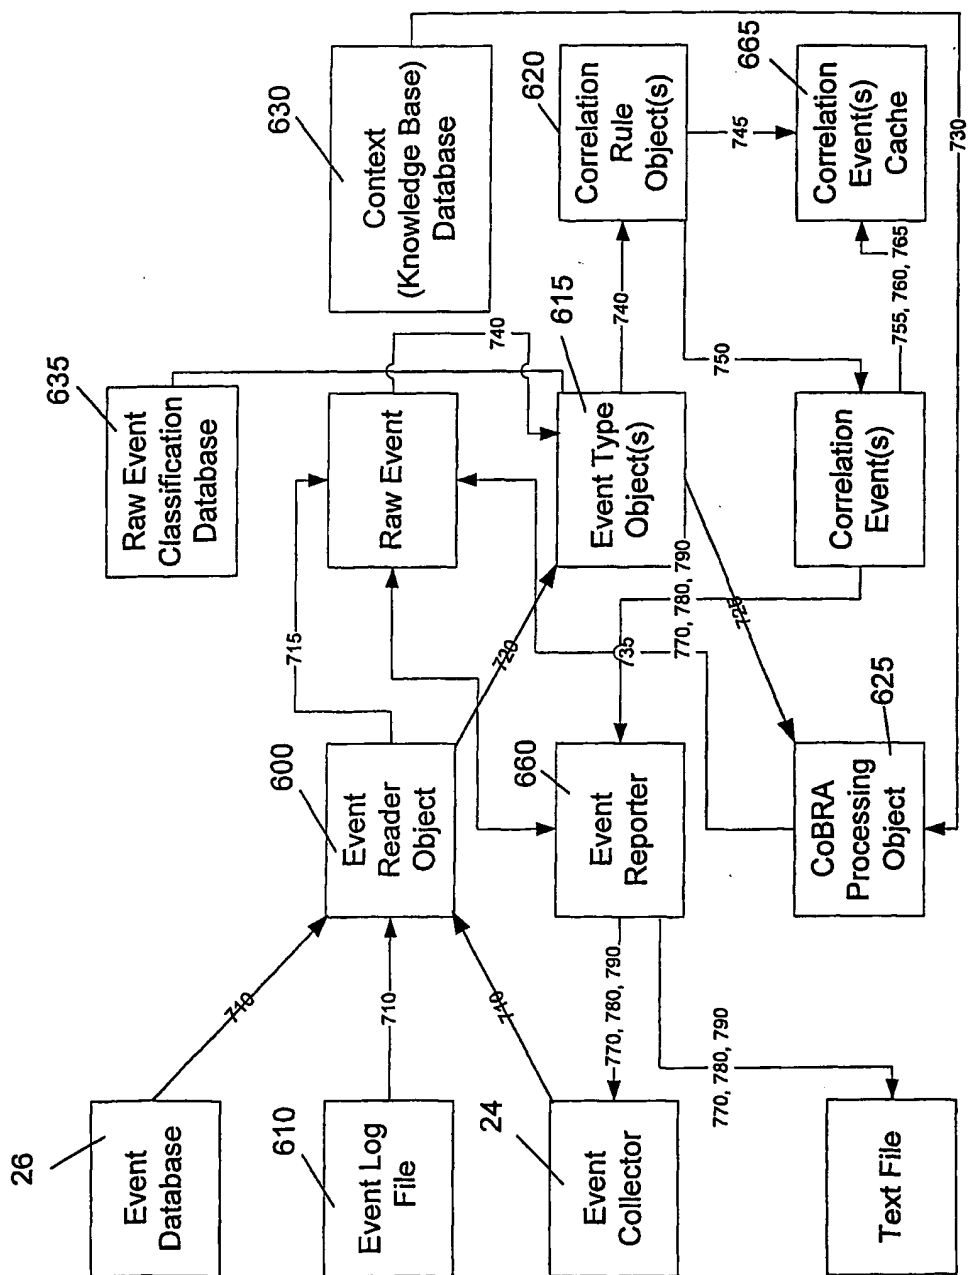 26
Event
Database
610
Event Log
File
24
Event
Collector
Text File
710
710
710
770, 780, 790
770, 780, 790
600
Event
Reader
Object
660
Event
Reporter
625
CoBRA
Processing
Object
715
720
735
770, 780, 790
725
635
Raw Event
Classification
Database
Raw Event
740
615
Event Type
Object(s)
Correlation
Event(s)
740
750
755, 760, 765
630
Context
(Knowledge Base)
Database
620
Correlation
Rule
Object(s)
745
665
Correlation
Event(s)
Cache
730